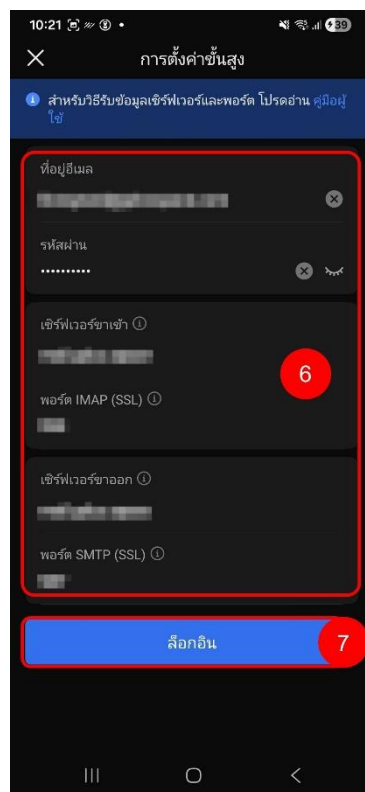 10:21
39
การตั้งค่าขั้นสูง
สำหรับวิธีรับข้อมูลเซิร์ฟเวอร์และพอร์ต โปรดอ่าน คู่มือผู้
ใช้
ที่อยู่อีเมล
รหัสผ่าน
เซิร์ฟเวอร์ขาเข้า
6
พอร์ต IMAP (SSL)
เซิร์ฟเวอร์ขาออก
พอร์ต SMTP (SSL)
ล็อกอิน
7